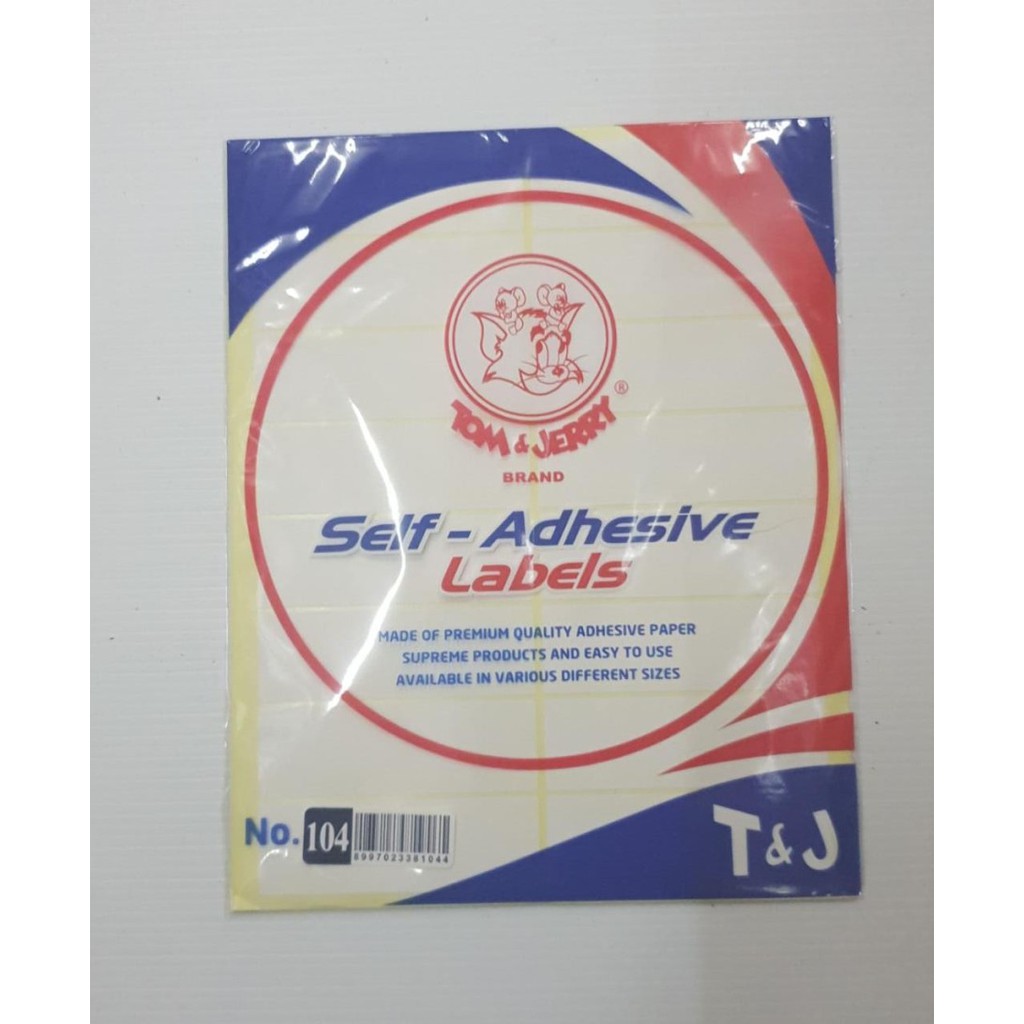 TOM & JERRY ®
BRAND
Self - Adhesive
Labels
MADE OF PREMIUM QUALITY ADHESIVE PAPER
SUPREME PRODUCTS AND EASY TO USE
AVAILABLE IN VARIOUS DIFFERENT SIZES
No. 104
8997023381044
T & J